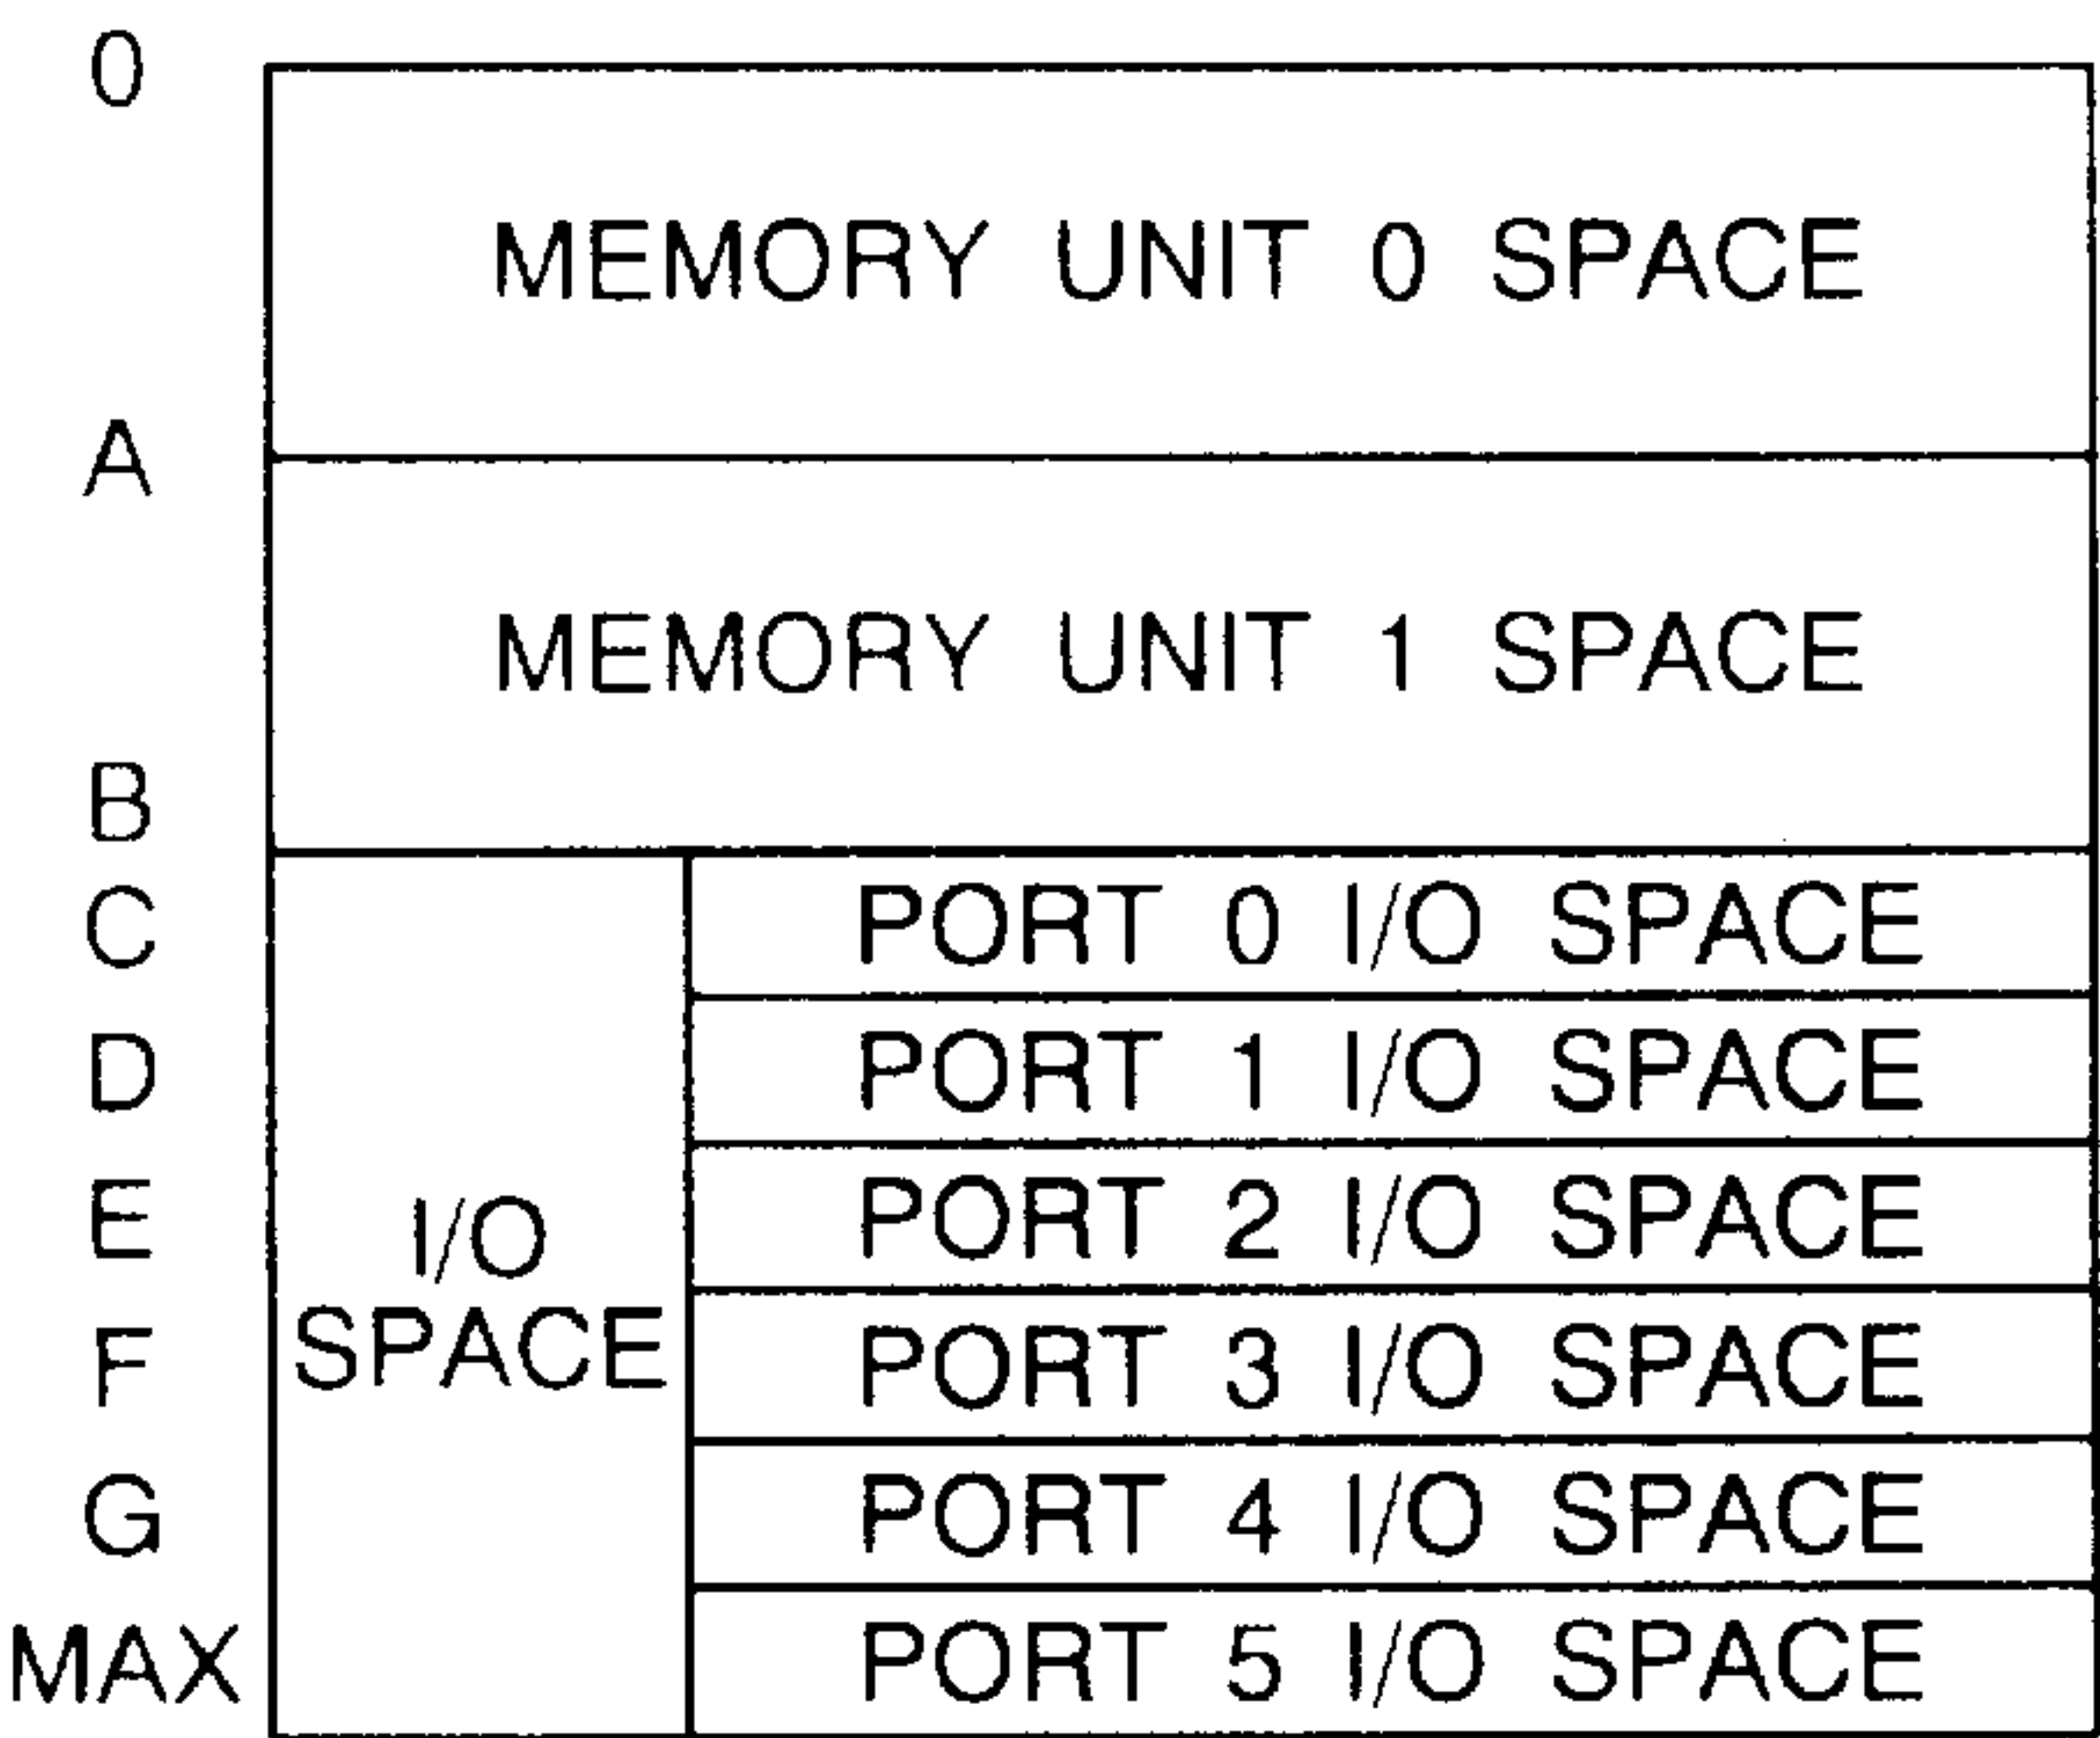 0
MEMORY UNIT 0 SPACE
A
MEMORY UNIT 1 SPACE
B
C
PORT 0 I/O SPACE
D
PORT 1 I/O SPACE
E
I/O
SPACE
PORT 2 I/O SPACE
F
PORT 3 I/O SPACE
G
PORT 4 I/O SPACE
MAX
PORT 5 I/O SPACE